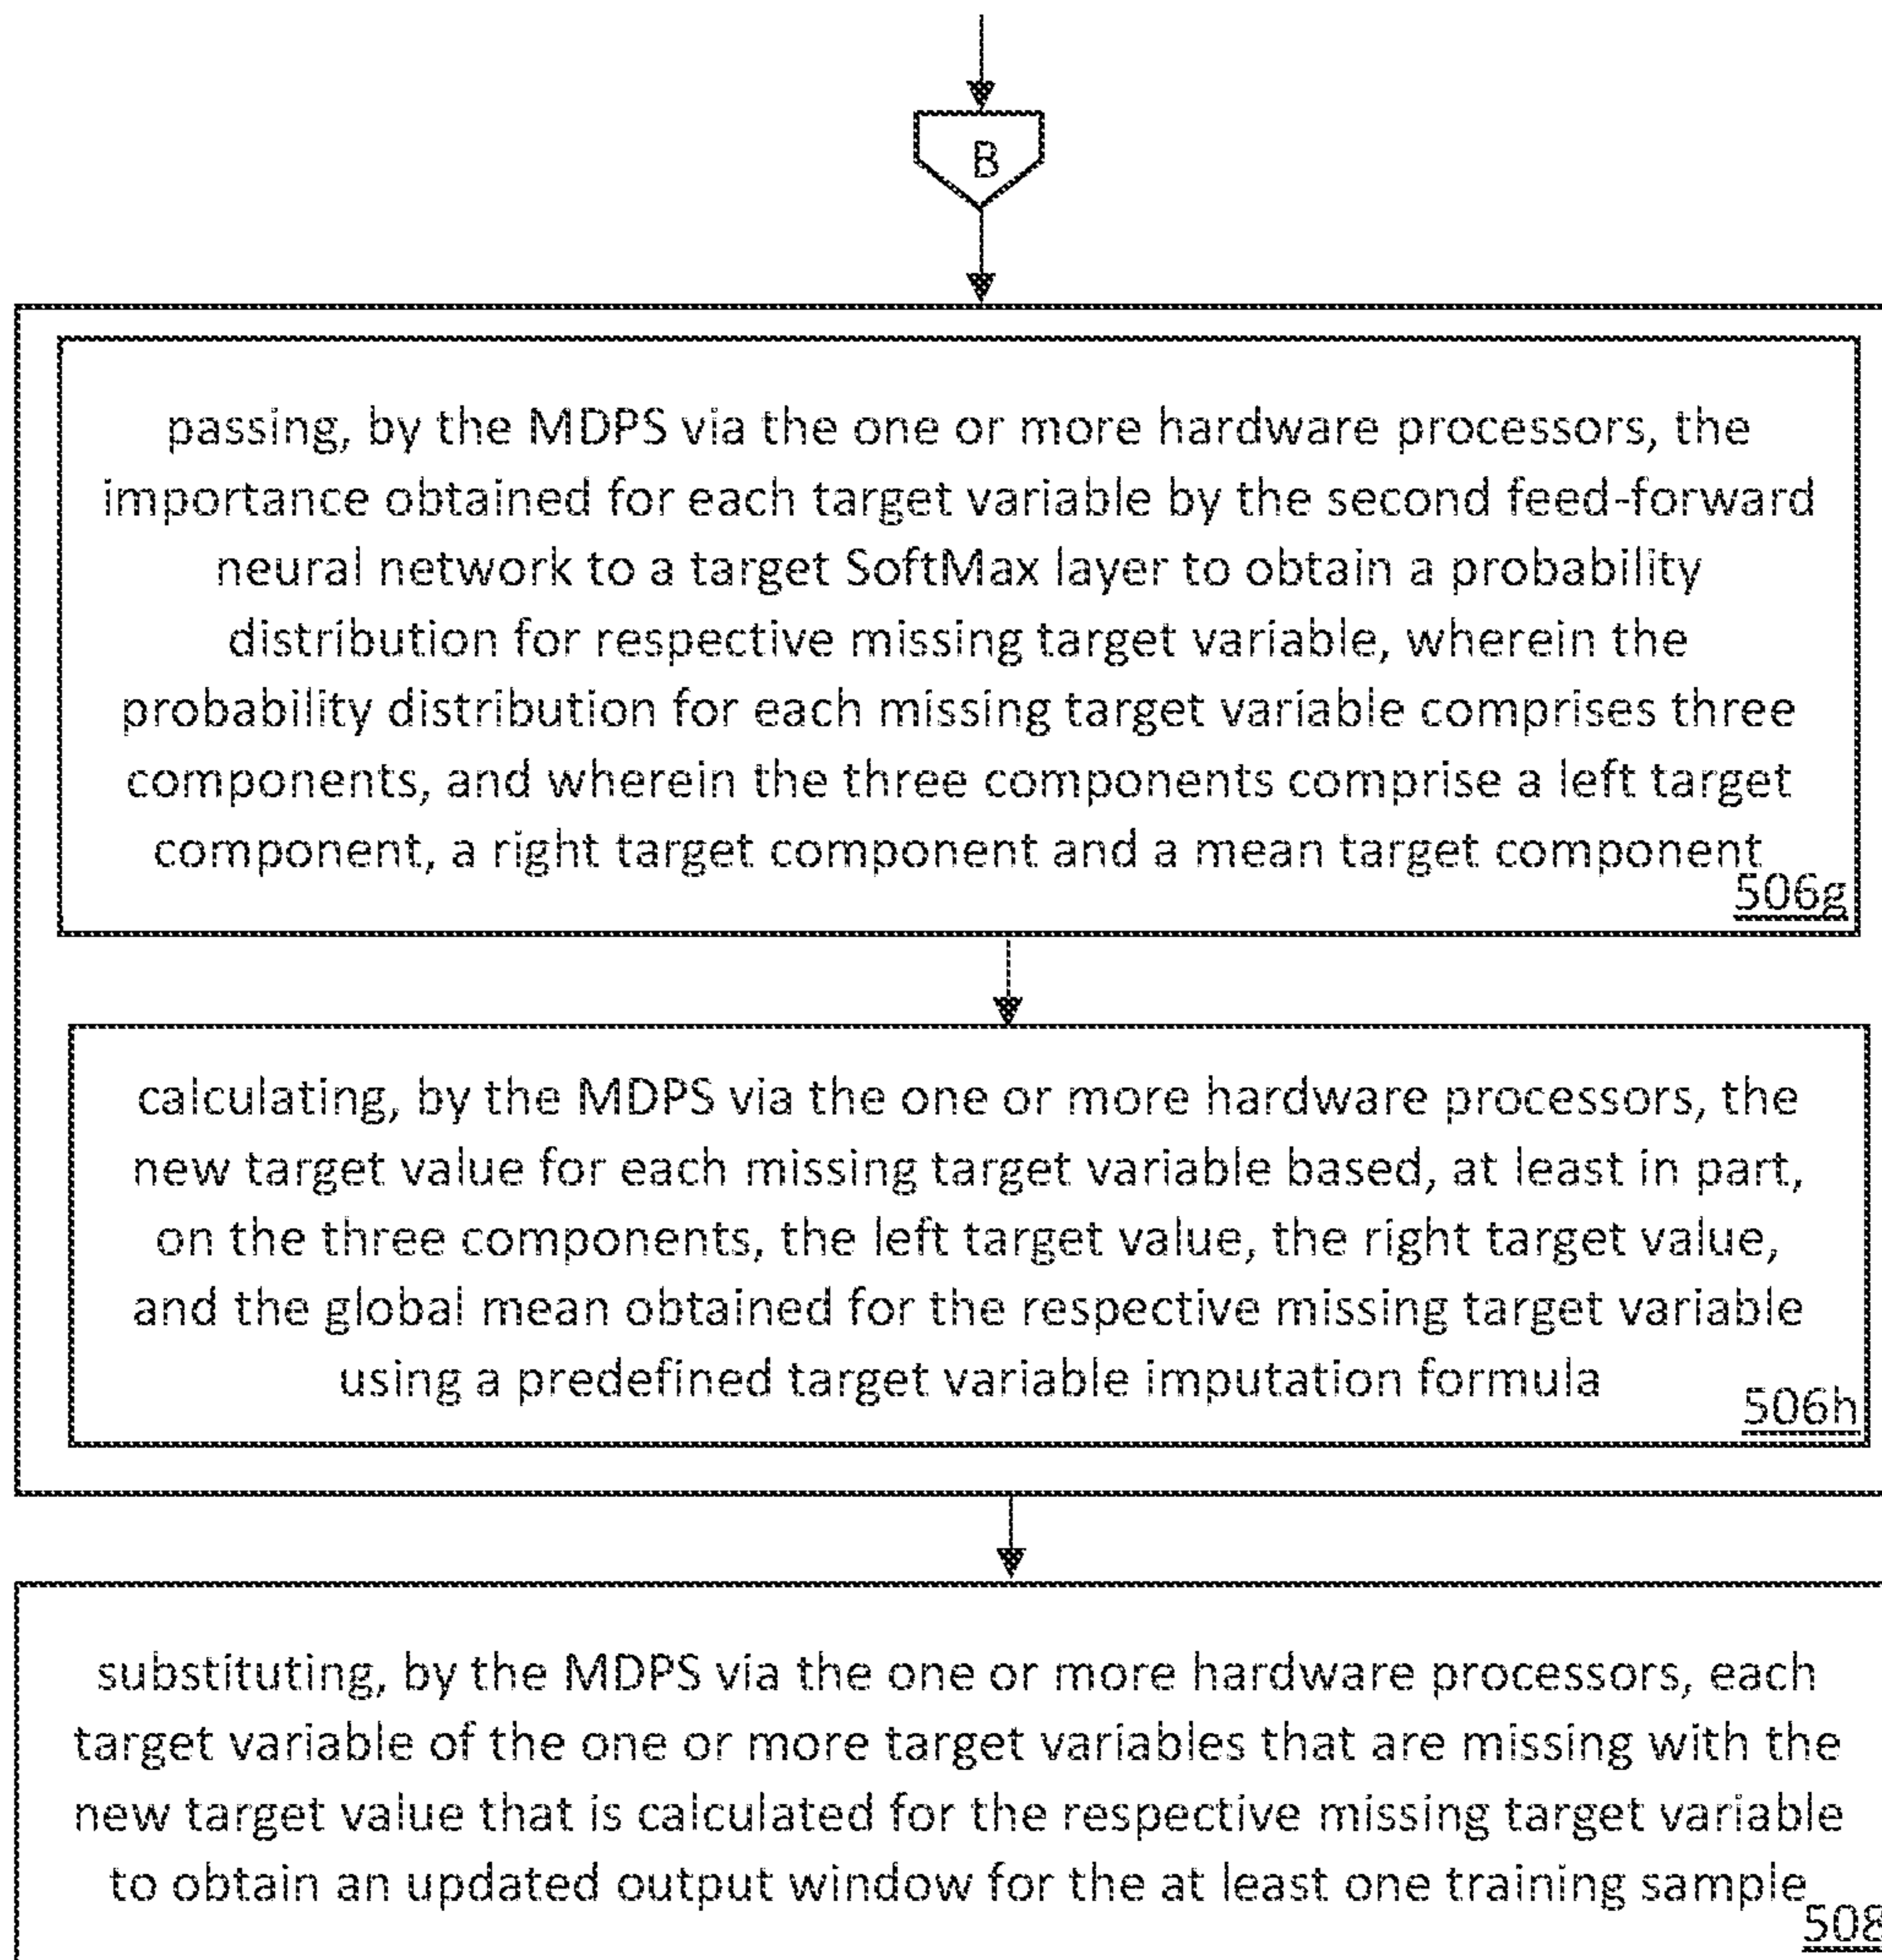 B
passing, by the MDPS via the one or more hardware processors, the
importance obtained for each target variable by the second feed-forward
neural network to a target SoftMax layer to obtain a probability
distribution for respective missing target variable, wherein the
probability distribution for each missing target variable comprises three
components, and wherein the three components comprise a left target
component, a right target component and a mean target component
506g
calculating, by the MDPS via the one or more hardware processors, the
new target value for each missing target variable based, at least in part,
on the three components, the left target value, the right target value,
and the global mean obtained for the respective missing target variable
using a predefined target variable imputation formula
506h
substituting, by the MDPS via the one or more hardware processors, each
target variable of the one or more target variables that are missing with the
new target value that is calculated for the respective missing target variable
to obtain an updated output window for the at least one training sample
508